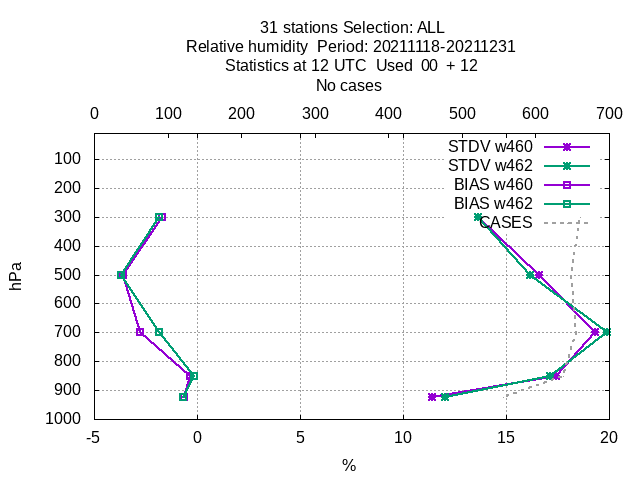 31 stations Selection: ALL
Relative humidity  Period: 20211118-20211231
Statistics at 12 UTC  Used  00  + 12
No cases
0 100 200 300 400 500 600 700
STDV w460
STDV w462
BIAS w460
BIAS w462
CASES
hPa
100
200
300
400
500
600
700
800
900
1000
-5 0 5 10 15 20
%